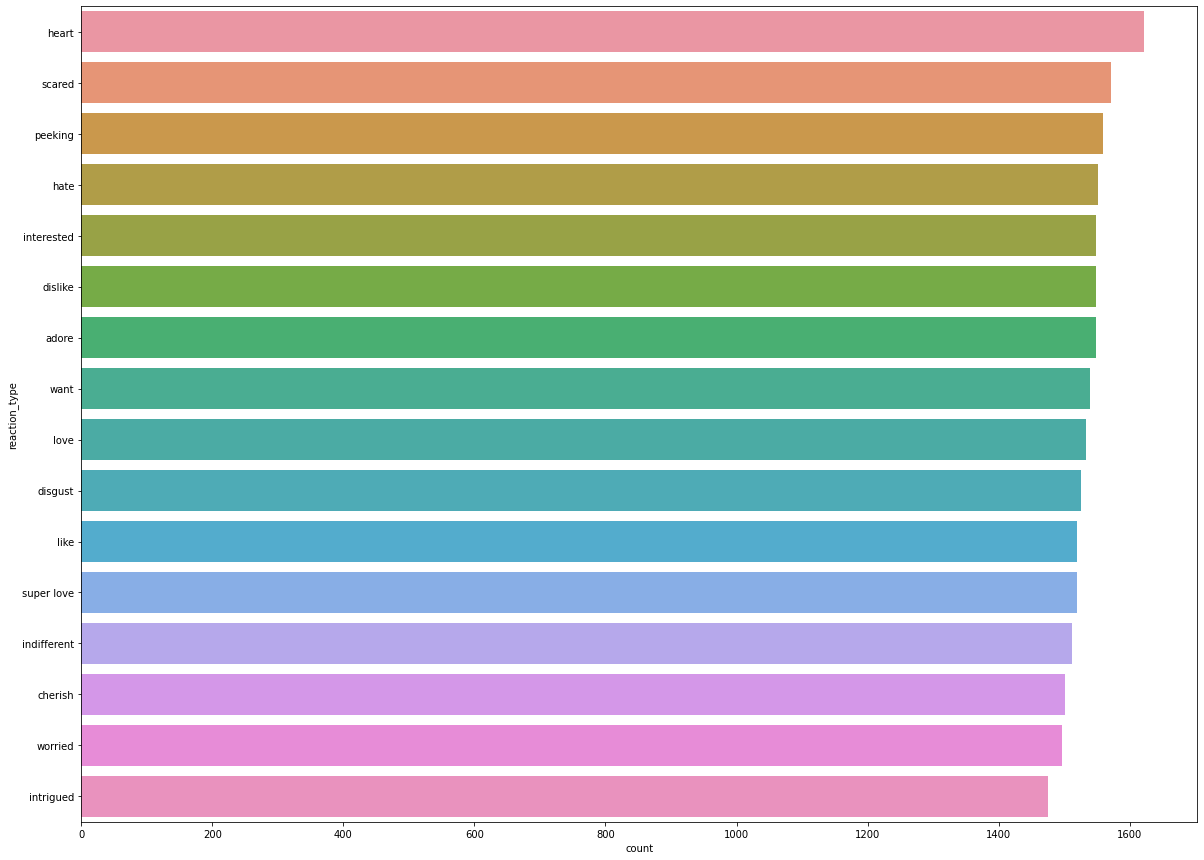 heart
scared
peeking
hate
interested
dislike
adore
want
love
disgust
like
super love
indifferent
cherish
worried
intrigued
reaction_type
0 200 400 600 800 1000 1200 1400 1600
count